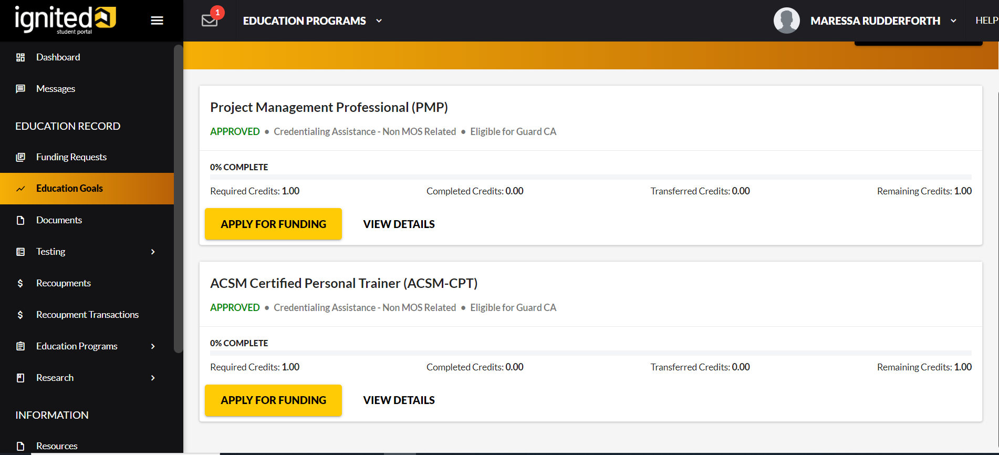 ignited
student portal
1
EDUCATION PROGRAMS
MARESSA RUDDERFORTH
HELP
Dashboard
Messages
EDUCATION RECORD
Funding Requests
Education Goals
Documents
Testing
Recoupments
Recoupment Transactions
Education Programs
Research
INFORMATION
Resources
Project Management Professional (PMP)
APPROVED • Credentialing Assistance - Non MOS Related • Eligible for Guard CA
0% COMPLETE
Required Credits: 1.00 Completed Credits: 0.00 Transferred Credits: 0.00 Remaining Credits: 1.00
APPLY FOR FUNDING VIEW DETAILS
ACSM Certified Personal Trainer (ACSM-CPT)
APPROVED • Credentialing Assistance - Non MOS Related • Eligible for Guard CA
0% COMPLETE
Required Credits: 1.00 Completed Credits: 0.00 Transferred Credits: 0.00 Remaining Credits: 1.00
APPLY FOR FUNDING VIEW DETAILS